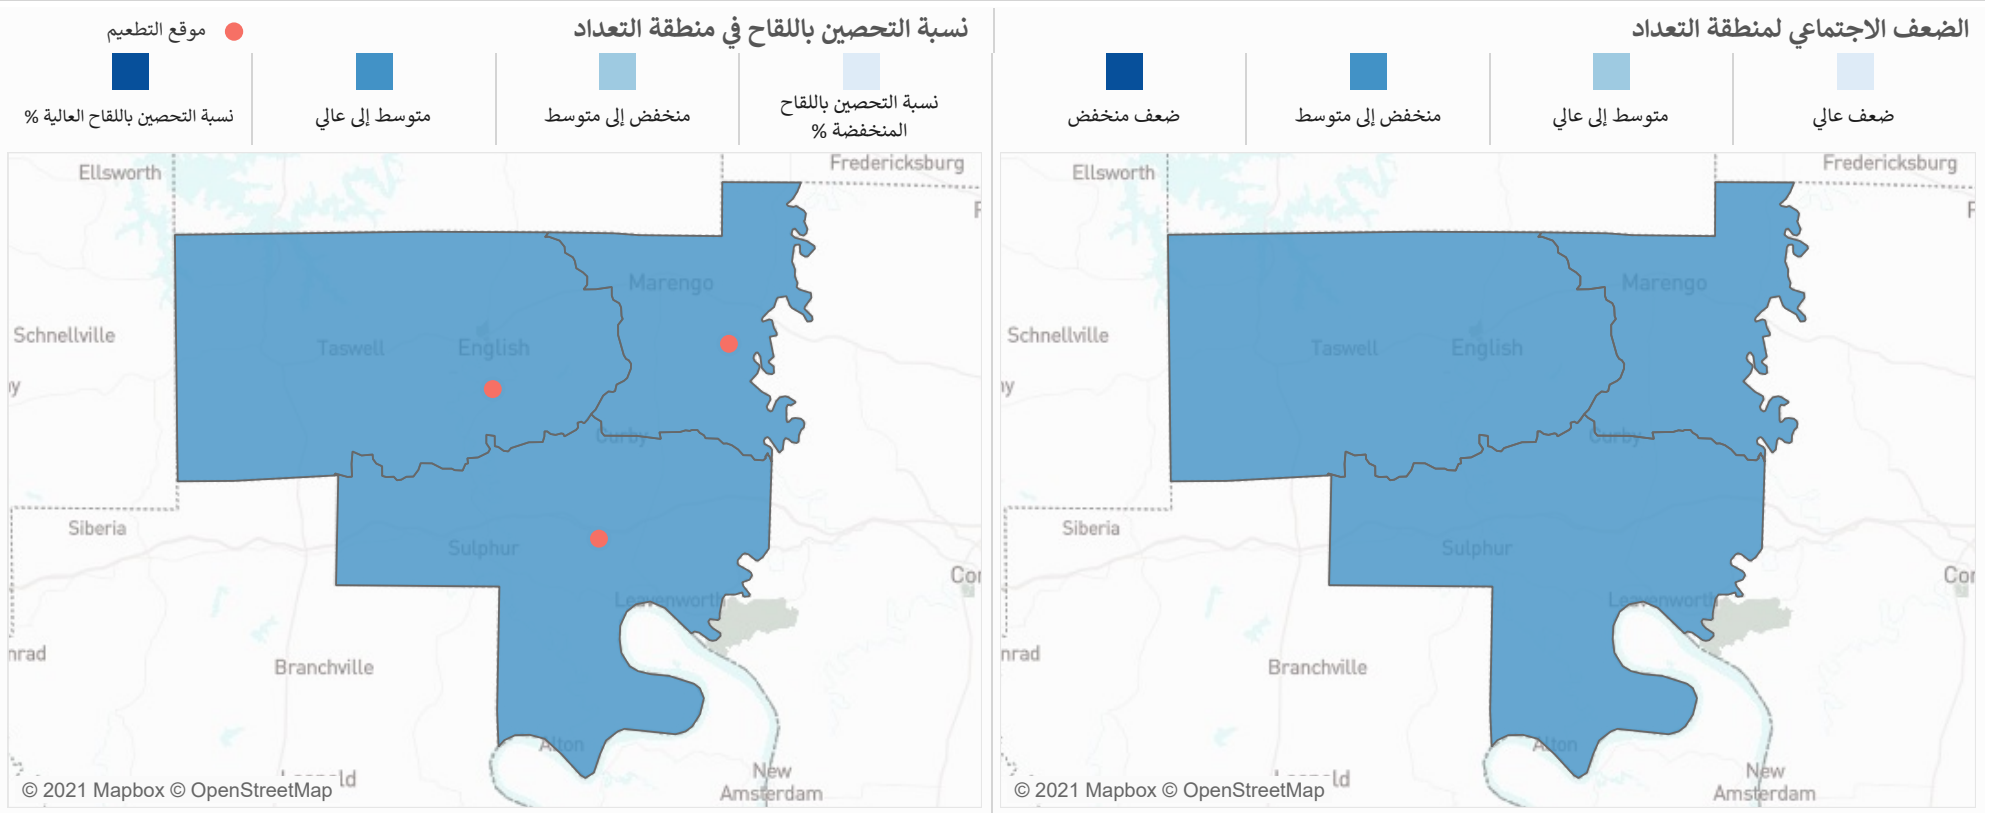 الضعف الاجتماعي لمنطقة التعداد
ضعف عالي
متوسط إلى عالي
منخفض إلى متوسط
ضعف منخفض
Ellsworth
Fredericksburg
Marengo
Schnellville
Taswell
English
Curby
Siberia
Sulphur
Leavenworth
Branchville
Alton
New
Amsterdam
© 2021 Mapbox © OpenStreetMap
نسبة التحصين باللقاح في منطقة التعداد
موقع التطعيم
نسبة التحصين باللقاح
المنخفضة %
منخفض إلى متوسط
متوسط إلى عالي
نسبة التحصين باللقاح العالية %
Ellsworth
Fredericksburg
Marengo
Schnellville
Taswell
English
Curby
Siberia
Sulphur
Leavenworth
Branchville
Alton
New
Amsterdam
© 2021 Mapbox © OpenStreetMap